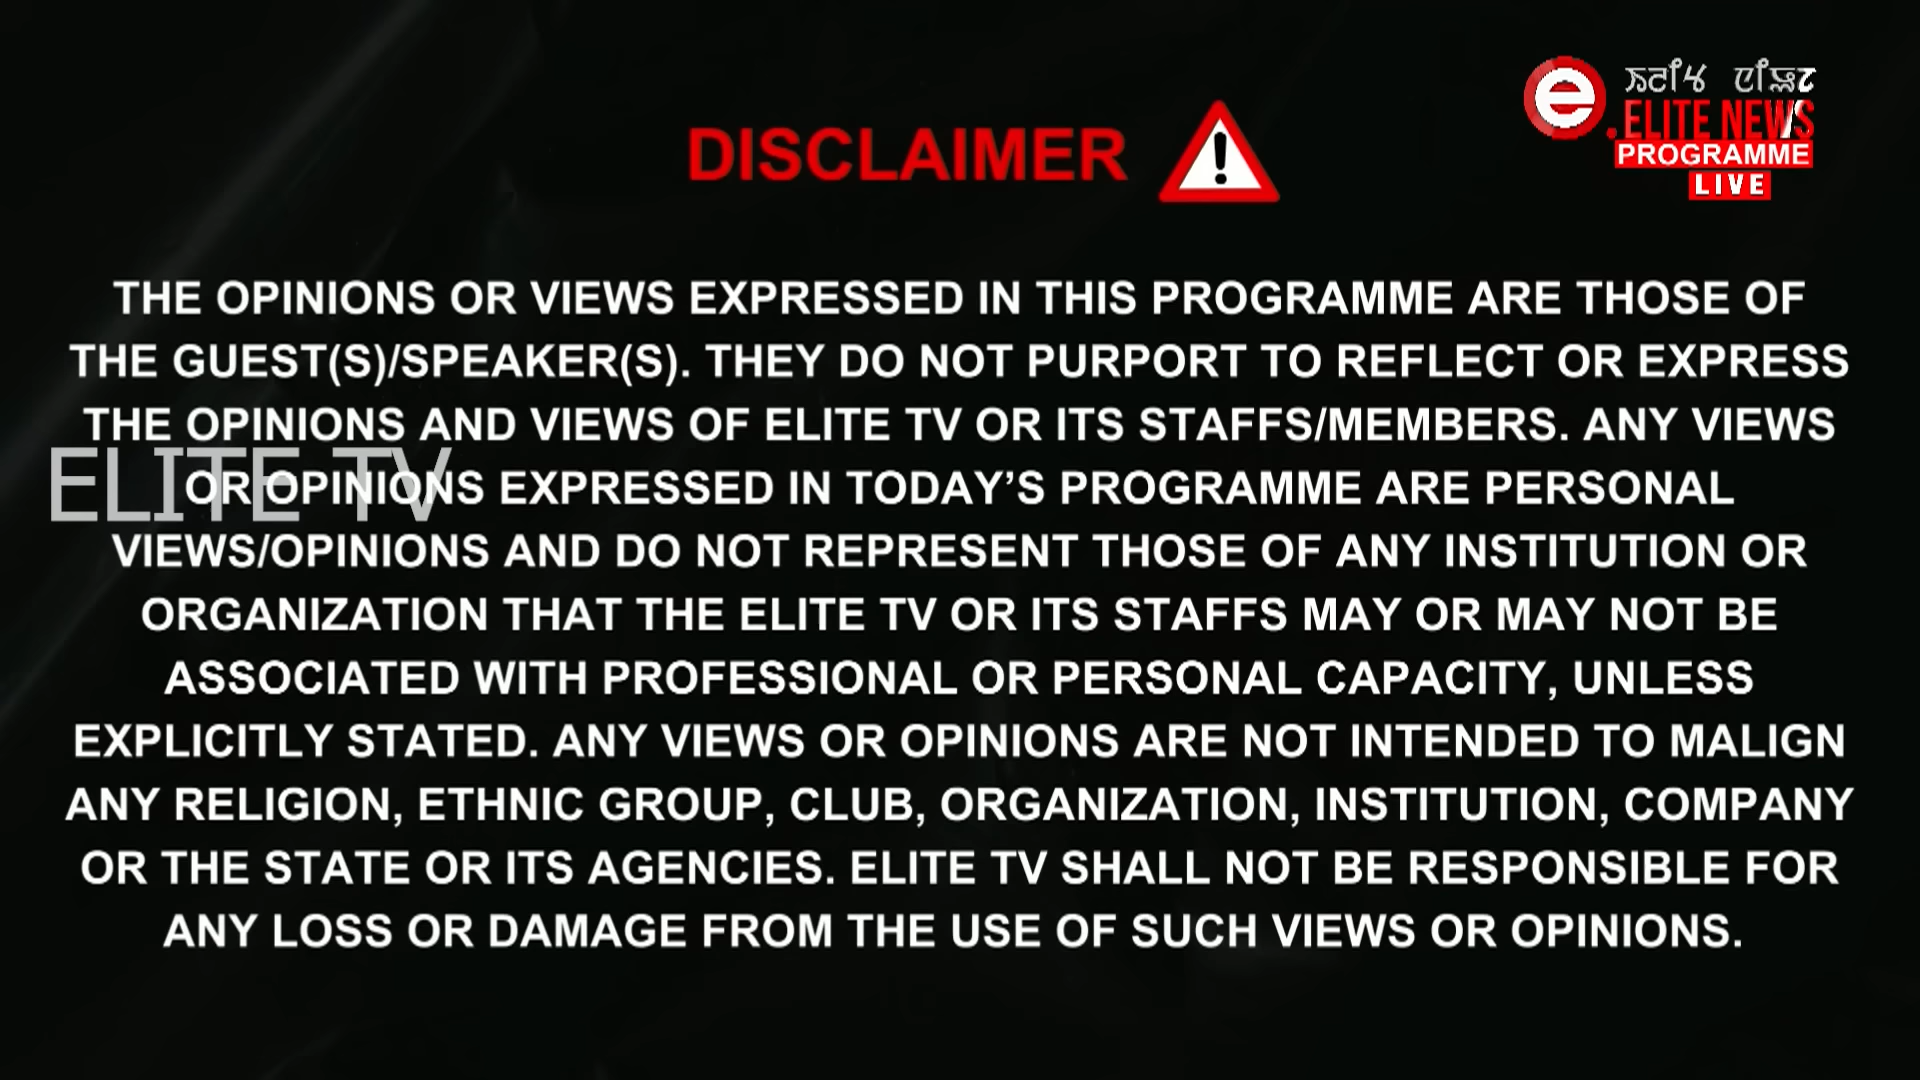 DISCLAIMER
e.
ELITE NEWS
PROGRAMME
LIVE
THE OPINIONS OR VIEWS EXPRESSED IN THIS PROGRAMME ARE THOSE OF
THE GUEST(S)/SPEAKER(S). THEY DO NOT PURPORT TO REFLECT OR EXPRESS
THE OPINIONS AND VIEWS OF ELITE TV OR ITS STAFFS/MEMBERS. ANY VIEWS
ELITE TV
OR OPINIONS EXPRESSED IN TODAY’S PROGRAMME ARE PERSONAL
VIEWS/OPINIONS AND DO NOT REPRESENT THOSE OF ANY INSTITUTION OR
ORGANIZATION THAT THE ELITE TV OR ITS STAFFS MAY OR MAY NOT BE
ASSOCIATED WITH PROFESSIONAL OR PERSONAL CAPACITY, UNLESS
EXPLICITLY STATED. ANY VIEWS OR OPINIONS ARE NOT INTENDED TO MALIGN
ANY RELIGION, ETHNIC GROUP, CLUB, ORGANIZATION, INSTITUTION, COMPANY
OR THE STATE OR ITS AGENCIES. ELITE TV SHALL NOT BE RESPONSIBLE FOR
ANY LOSS OR DAMAGE FROM THE USE OF SUCH VIEWS OR OPINIONS.